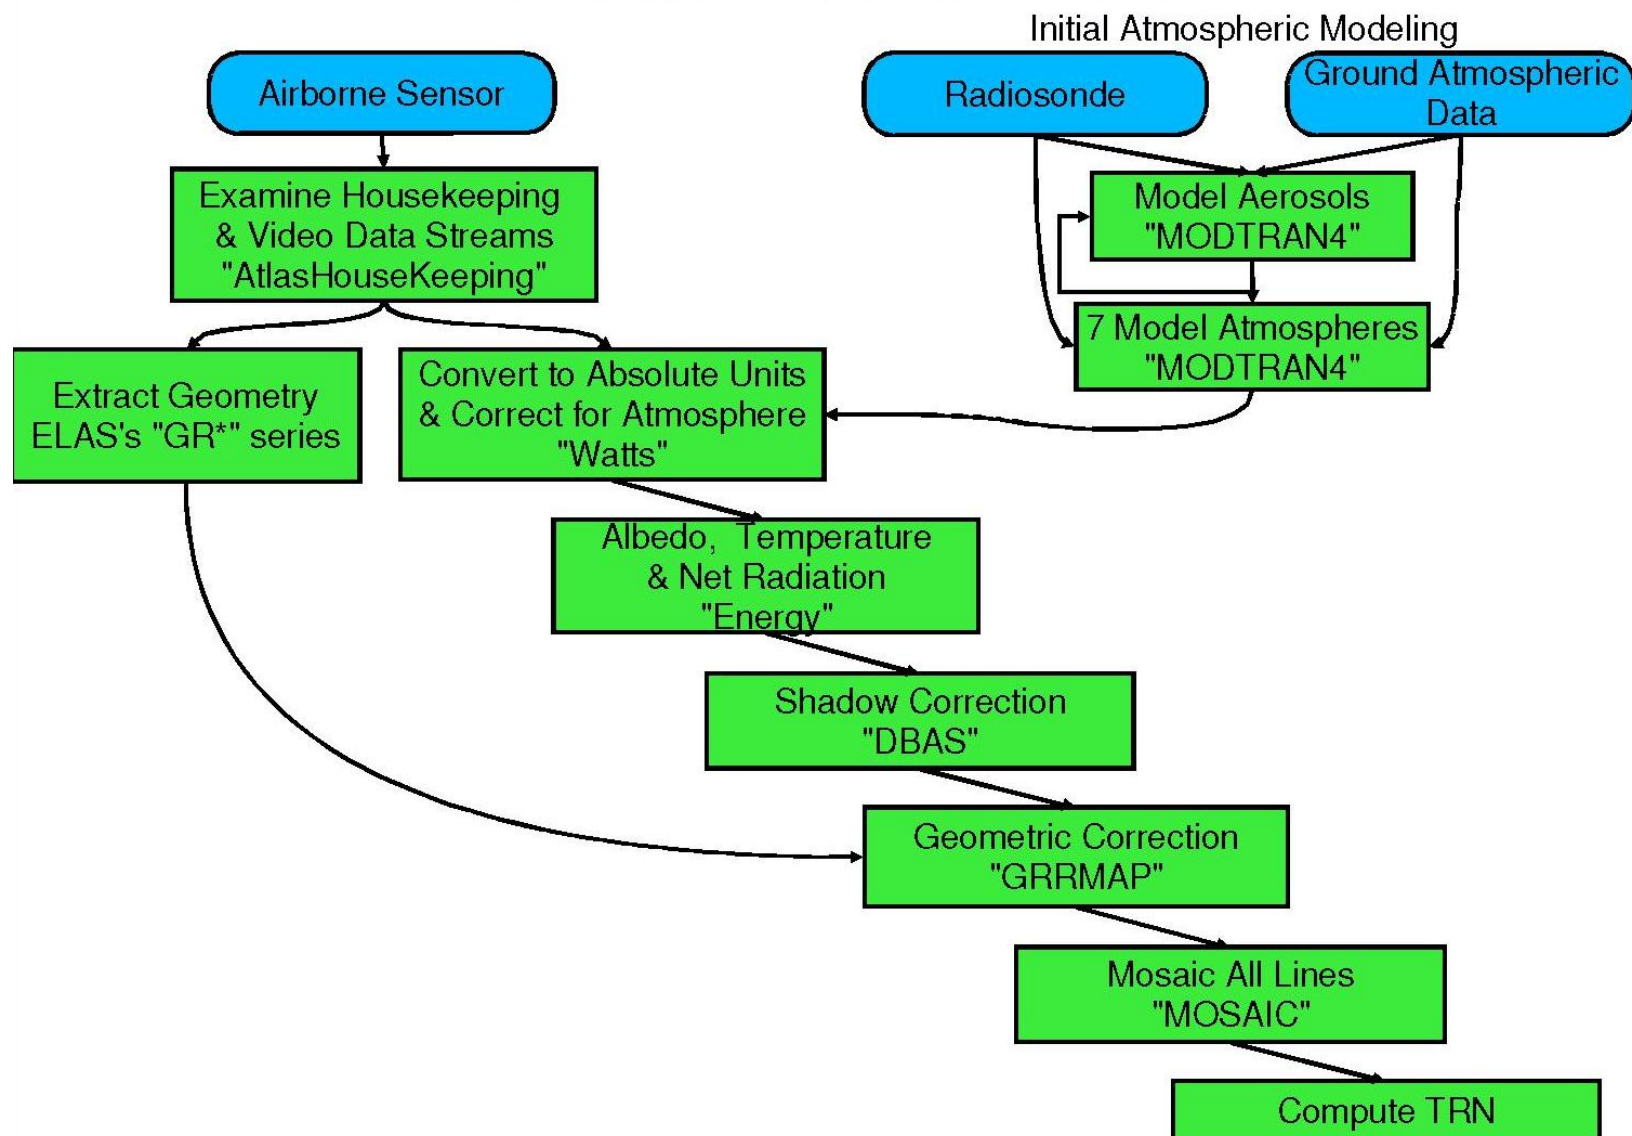 Initial Atmospheric Modeling
Airborne Sensor
Radiosonde
Ground Atmospheric
Data
Examine Housekeeping
& Video Data Streams
"AtlasHouseKeeping"
Model Aerosols
"MODTRAN4"
7 Model Atmospheres
"MODTRAN4"
Extract Geometry
ELAS's "GR*" series
Convert to Absolute Units
& Correct for Atmosphere
"Watts"
Albedo, Temperature
& Net Radiation
"Energy"
Shadow Correction
"DBAS"
Geometric Correction
"GRRMAP"
Mosaic All Lines
"MOSAIC"
Compute TRN